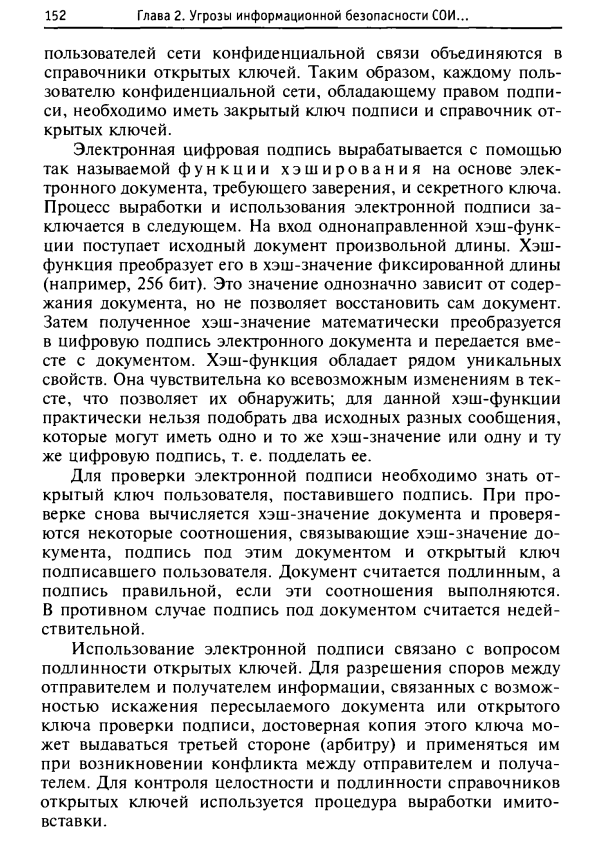 152 Глава 2. Угрозы информационной безопасности СОИ...
пользователей сети конфиденциальной связи объединяются в
справочники открытых ключей. Таким образом, каждому поль-
зователю конфиденциальной сети, обладающему правом подпи-
си, необходимо иметь закрытый ключ подписи и справочник от-
крытых ключей.
Электронная цифровая подпись вырабатывается с помощью
так называемой функции хэширования на основе элек-
тронного документа, требующего заверения, и секретного ключа.
Процесс выработки и использования электронной подписи за-
ключается в следующем. На вход однонаправленной хэш-функ-
ции поступает исходный документ произвольной длины. Хэш-
функция преобразует его в хэш-значение фиксированной длины
(например, 256 бит). Это значение однозначно зависит от содер-
жания документа, но не позволяет восстановить сам документ.
Затем полученное хэш-значение математически преобразуется
в цифровую подпись электронного документа и передается вме-
сте с документом. Хэш-функция обладает рядом уникальных
свойств. Она чувствительна ко всевозможным изменениям в тек-
сте, что позволяет их обнаружить; для данной хэш-функции
практически нельзя подобрать два исходных разных сообщения,
которые могут иметь одно и то же хэш-значение или одну и ту
же цифровую подпись, т. е. подделать ее.
Для проверки электронной подписи необходимо знать от-
крытый ключ пользователя, поставившего подпись. При про-
верке снова вычисляется хэш-значение документа и проверя-
ются некоторые соотношения, связывающие хэш-значение до-
кумента, подпись под этим документом и открытый ключ
подписавшего пользователя. Документ считается подлинным, а
подпись правильной, если эти соотношения выполняются.
В противном случае подпись под документом считается недей-
ствительной.
Использование электронной подписи связано с вопросом
подлинности открытых ключей. Для разрешения споров между
отправителем и получателем информации, связанных с возмож-
ностью искажения пересылаемого документа или открытого
ключа проверки подписи, достоверная копия этого ключа мо-
жет выдаваться третьей стороне (арбитру) и применяться им
при возникновении конфликта между отправителем и получа-
телем. Для контроля целостности и подлинности справочников
открытых ключей используется процедура выработки имито-
вставки.